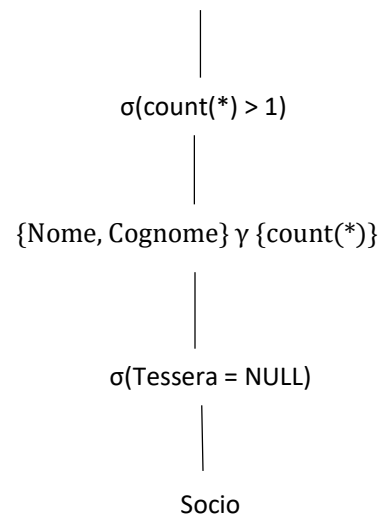 σ(count(*) > 1)
{Nome, Cognome} γ {count(*)}
σ(Tessera = NULL)
Socio